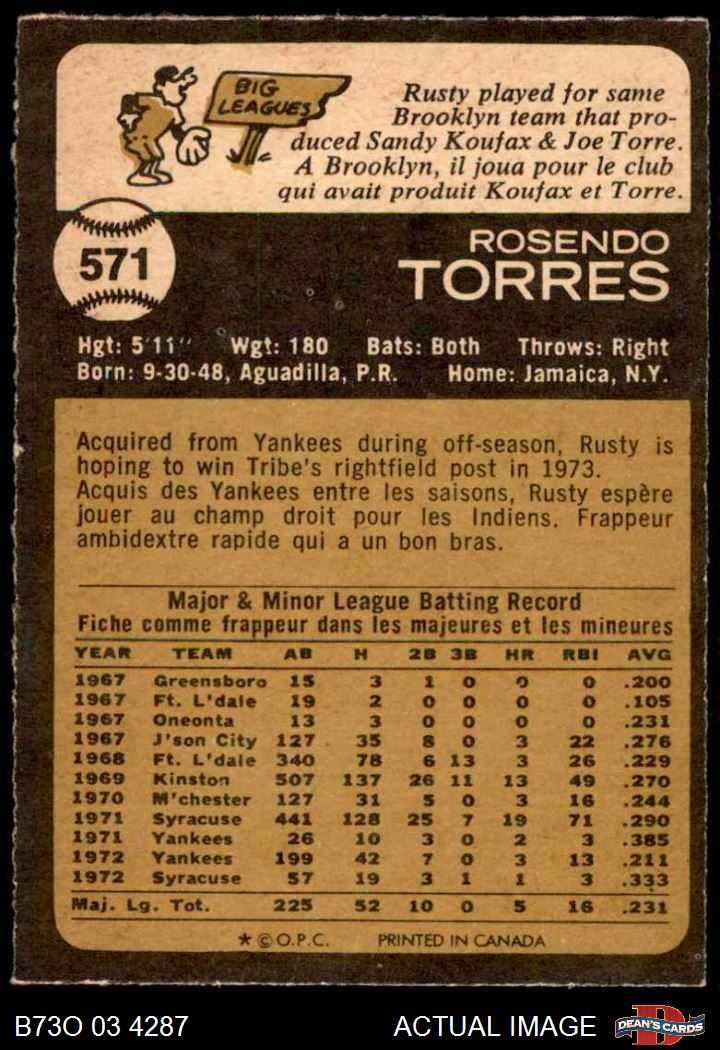 BIG
LEAGUES
Rusty played for same
Brooklyn team that pro-
duced Sandy Koufax & Joe Torre.
A Brooklyn, il joua pour le club
qui avait produit Koufax et Torre.
571
ROSENDO
TORRES
Hgt: 5'11" Wgt: 180 Bats: Both Throws: Right
Born: 9-30-48, Aguadilla, P.R. Home: Jamaica, N.Y.
Acquired from Yankees during off-season, Rusty is
hoping to win Tribe's rightfield post in 1973.
Acquis des Yankees entre les saisons, Rusty espère
jouer au champ droit pour les Indiens. Frappeur
ambidextre rapide qui a un bon bras.
Major & Minor League Batting Record
Fiche comme frappeur dans les majeures et les mineures
YEAR TEAM AB H 2B 3B HR RBI AVG
1967 Greensboro 15 3 1 0 0 0 .200
1967 Ft. L'dale 19 2 0 0 0 0 .105
1967 Oneonta 13 3 0 0 0 0 .231
1967 J'son City 127 35 8 0 3 22 .276
1968 Ft. L'dale 340 78 6 13 3 26 .229
1969 Kinston 507 137 26 11 13 49 .270
1970 M'chester 127 31 5 0 3 16 .244
1971 Syracuse 441 128 25 7 19 71 .290
1971 Yankees 26 10 3 0 2 3 .385
1972 Yankees 199 42 7 0 3 13 .211
1972 Syracuse 57 19 3 1 1 3 .333
Maj. Lg. Tot. 225 52 10 0 5 16 .231
★ © O.P.C. PRINTED IN CANADA
B73O 03 4287 ACTUAL IMAGE D DEAN'S CARDS